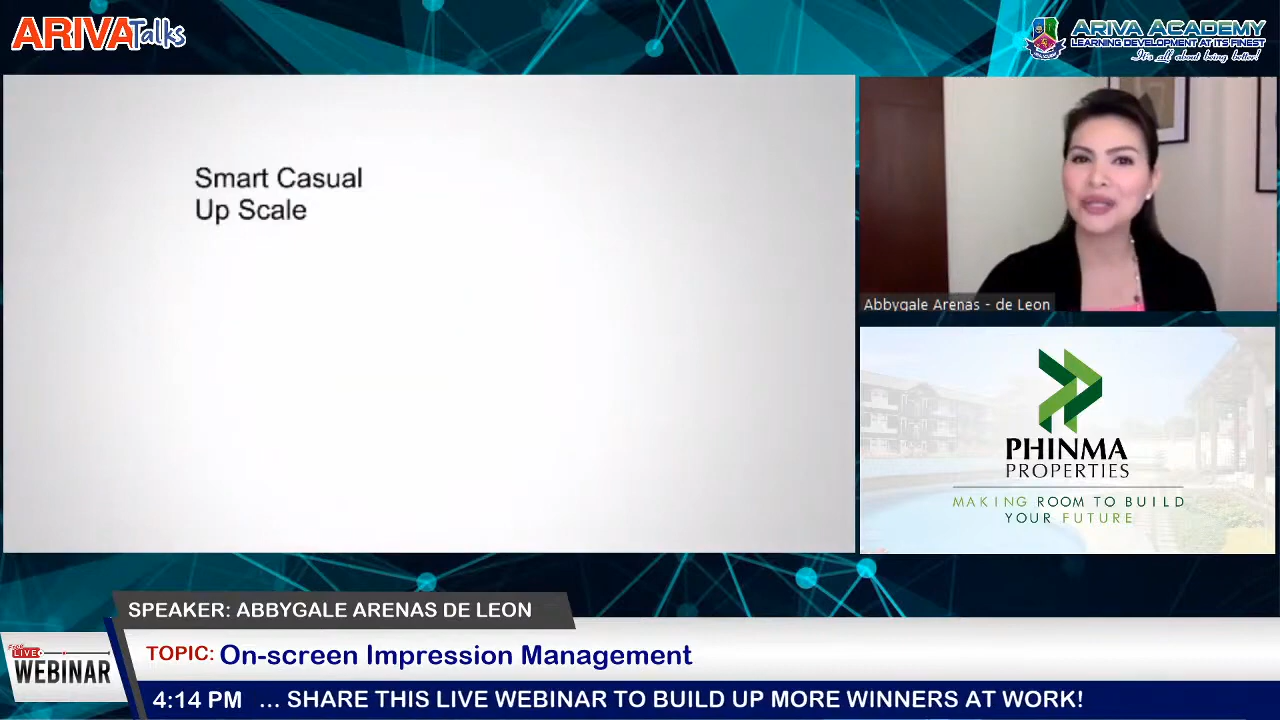 ARIVATalks
ARIVA ACADEMY
LEARNING DEVELOPMENT AT ITS FINEST
It's all about being better!
Smart Casual
Up Scale
Abbygale Arenas - de Leon
PHINMA
PROPERTIES
MAKING ROOM TO BUILD
YOUR FUTURE
SPEAKER: ABBYGALE ARENAS DE LEON
Free
LIVE
WEBINAR
TOPIC: On-screen Impression Management
4:14 PM ... SHARE THIS LIVE WEBINAR TO BUILD UP MORE WINNERS AT WORK!